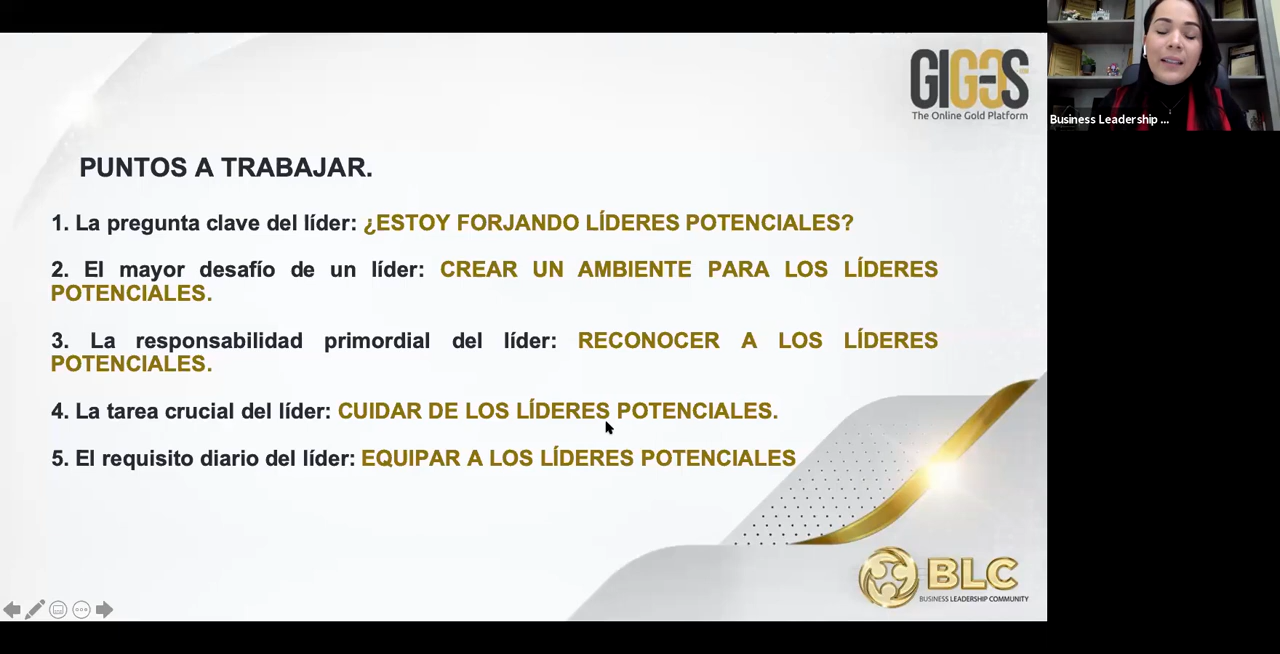 GIG-OS
The Online Gold Platform
Business Leadership ...
PUNTOS A TRABAJAR.
1. La pregunta clave del líder: ¿ESTOY FORJANDO LÍDERES POTENCIALES?
2. El mayor desafío de un líder: CREAR UN AMBIENTE PARA LOS LÍDERES
POTENCIALES.
3. La responsabilidad primordial del líder: RECONOCER A LOS LÍDERES
POTENCIALES.
4. La tarea crucial del líder: CUIDAR DE LOS LÍDERES POTENCIALES.
5. El requisito diario del líder: EQUIPAR A LOS LÍDERES POTENCIALES
BLC
BUSINESS LEADERSHIP COMMUNITY